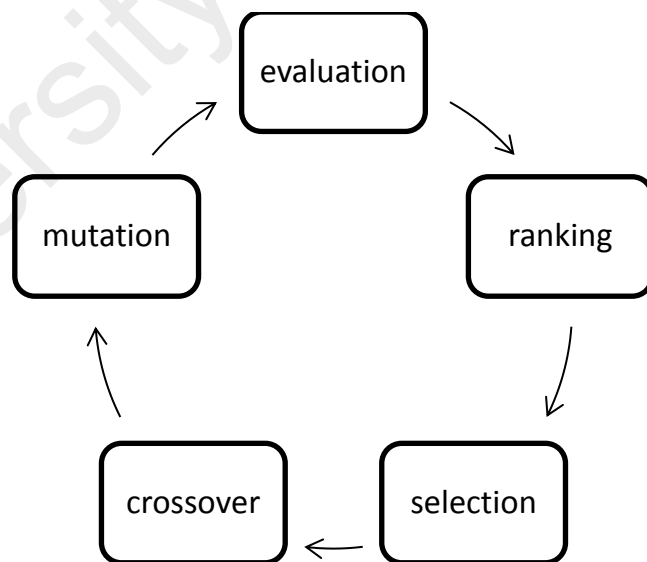 evaluation
ranking
selection
crossover
mutation